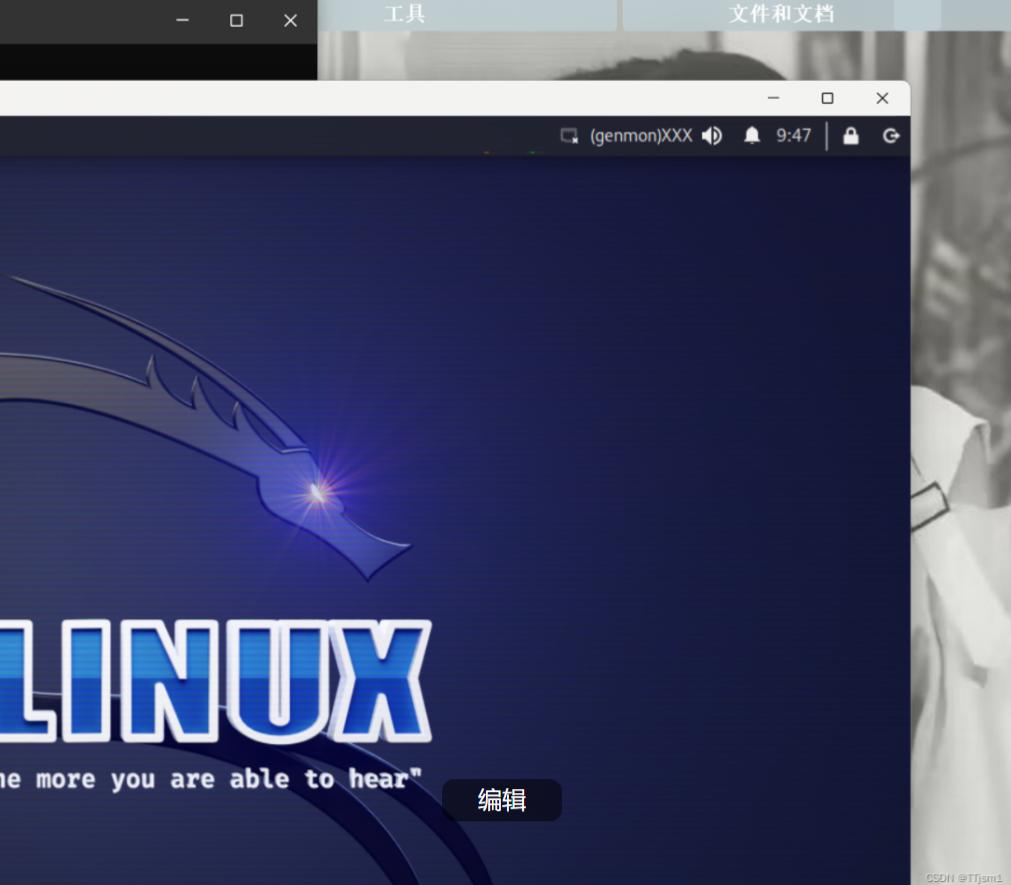 工具
文件和文档
(genmon)XXX
9:47
LINUX
he more you are able to hear"
编辑
CSDN @TTjsm1